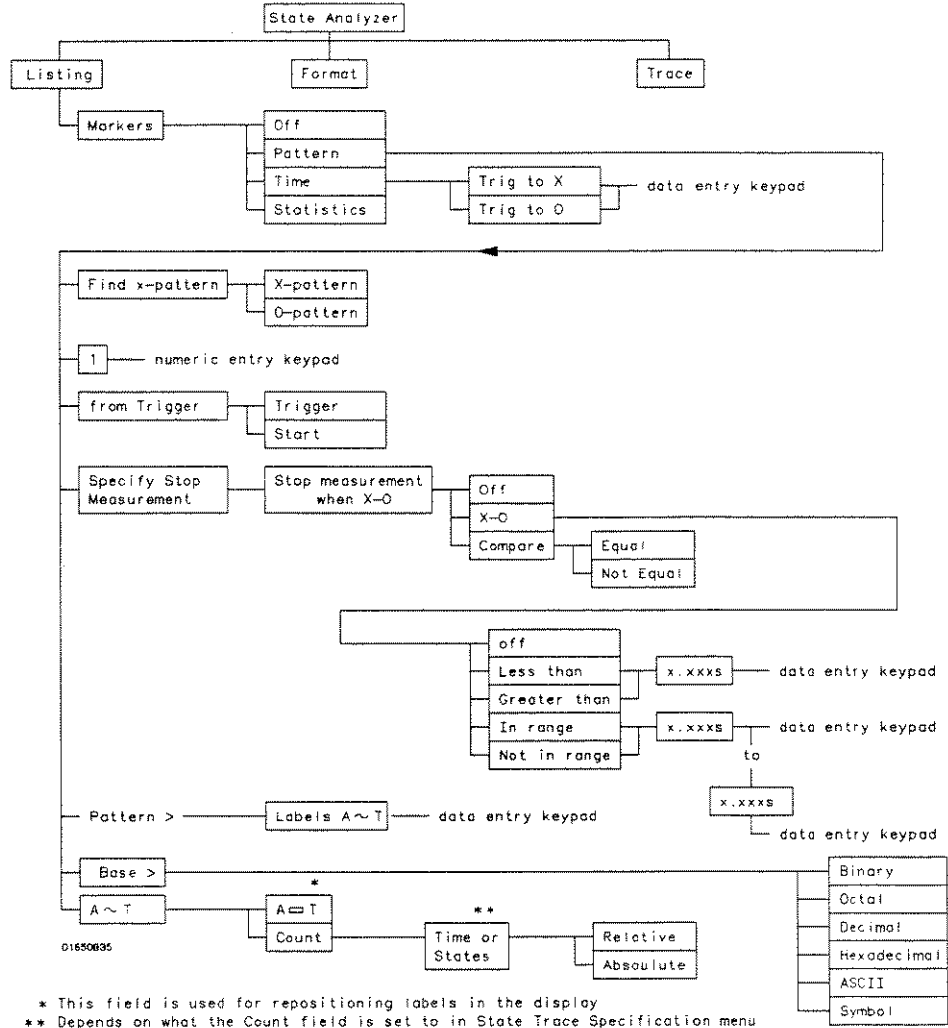 State Analyzer
Listing
Format
Trace
Markers
Off
Pattern
Time
Statistics
Trig to X
Trig to O
data entry keypad
Find x-pattern
X-pattern
O-pattern
1
numeric entry keypad
from Trigger
Trigger
Start
Specify Stop
Measurement
Stop measurement
when X-O
Off
X-O
Compare
Equal
Not Equal
off
Less than
Greater than
In range
Not in range
x.xxxs
data entry keypad
x.xxxs
data entry keypad
to
x.xxxs
data entry keypad
Pattern >
Labels A~T
data entry keypad
Base >
Binary
Octal
Decimal
Hexadecimal
ASCII
Symbol
A~T
*
A▭T
Count
**
Time or
States
Relative
Absoulute
01650B35
* This field is used for repositioning labels in the display
** Depends on what the Count field is set to in State Trace Specification menu